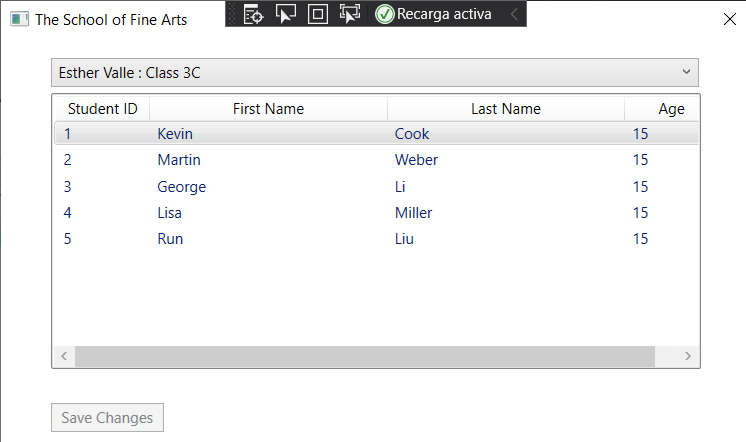 The School of Fine Arts
Recarga activa
Esther Valle : Class 3C
Student ID First Name Last Name Age
1 Kevin Cook 15
2 Martin Weber 15
3 George Li 15
4 Lisa Miller 15
5 Run Liu 15
Save Changes